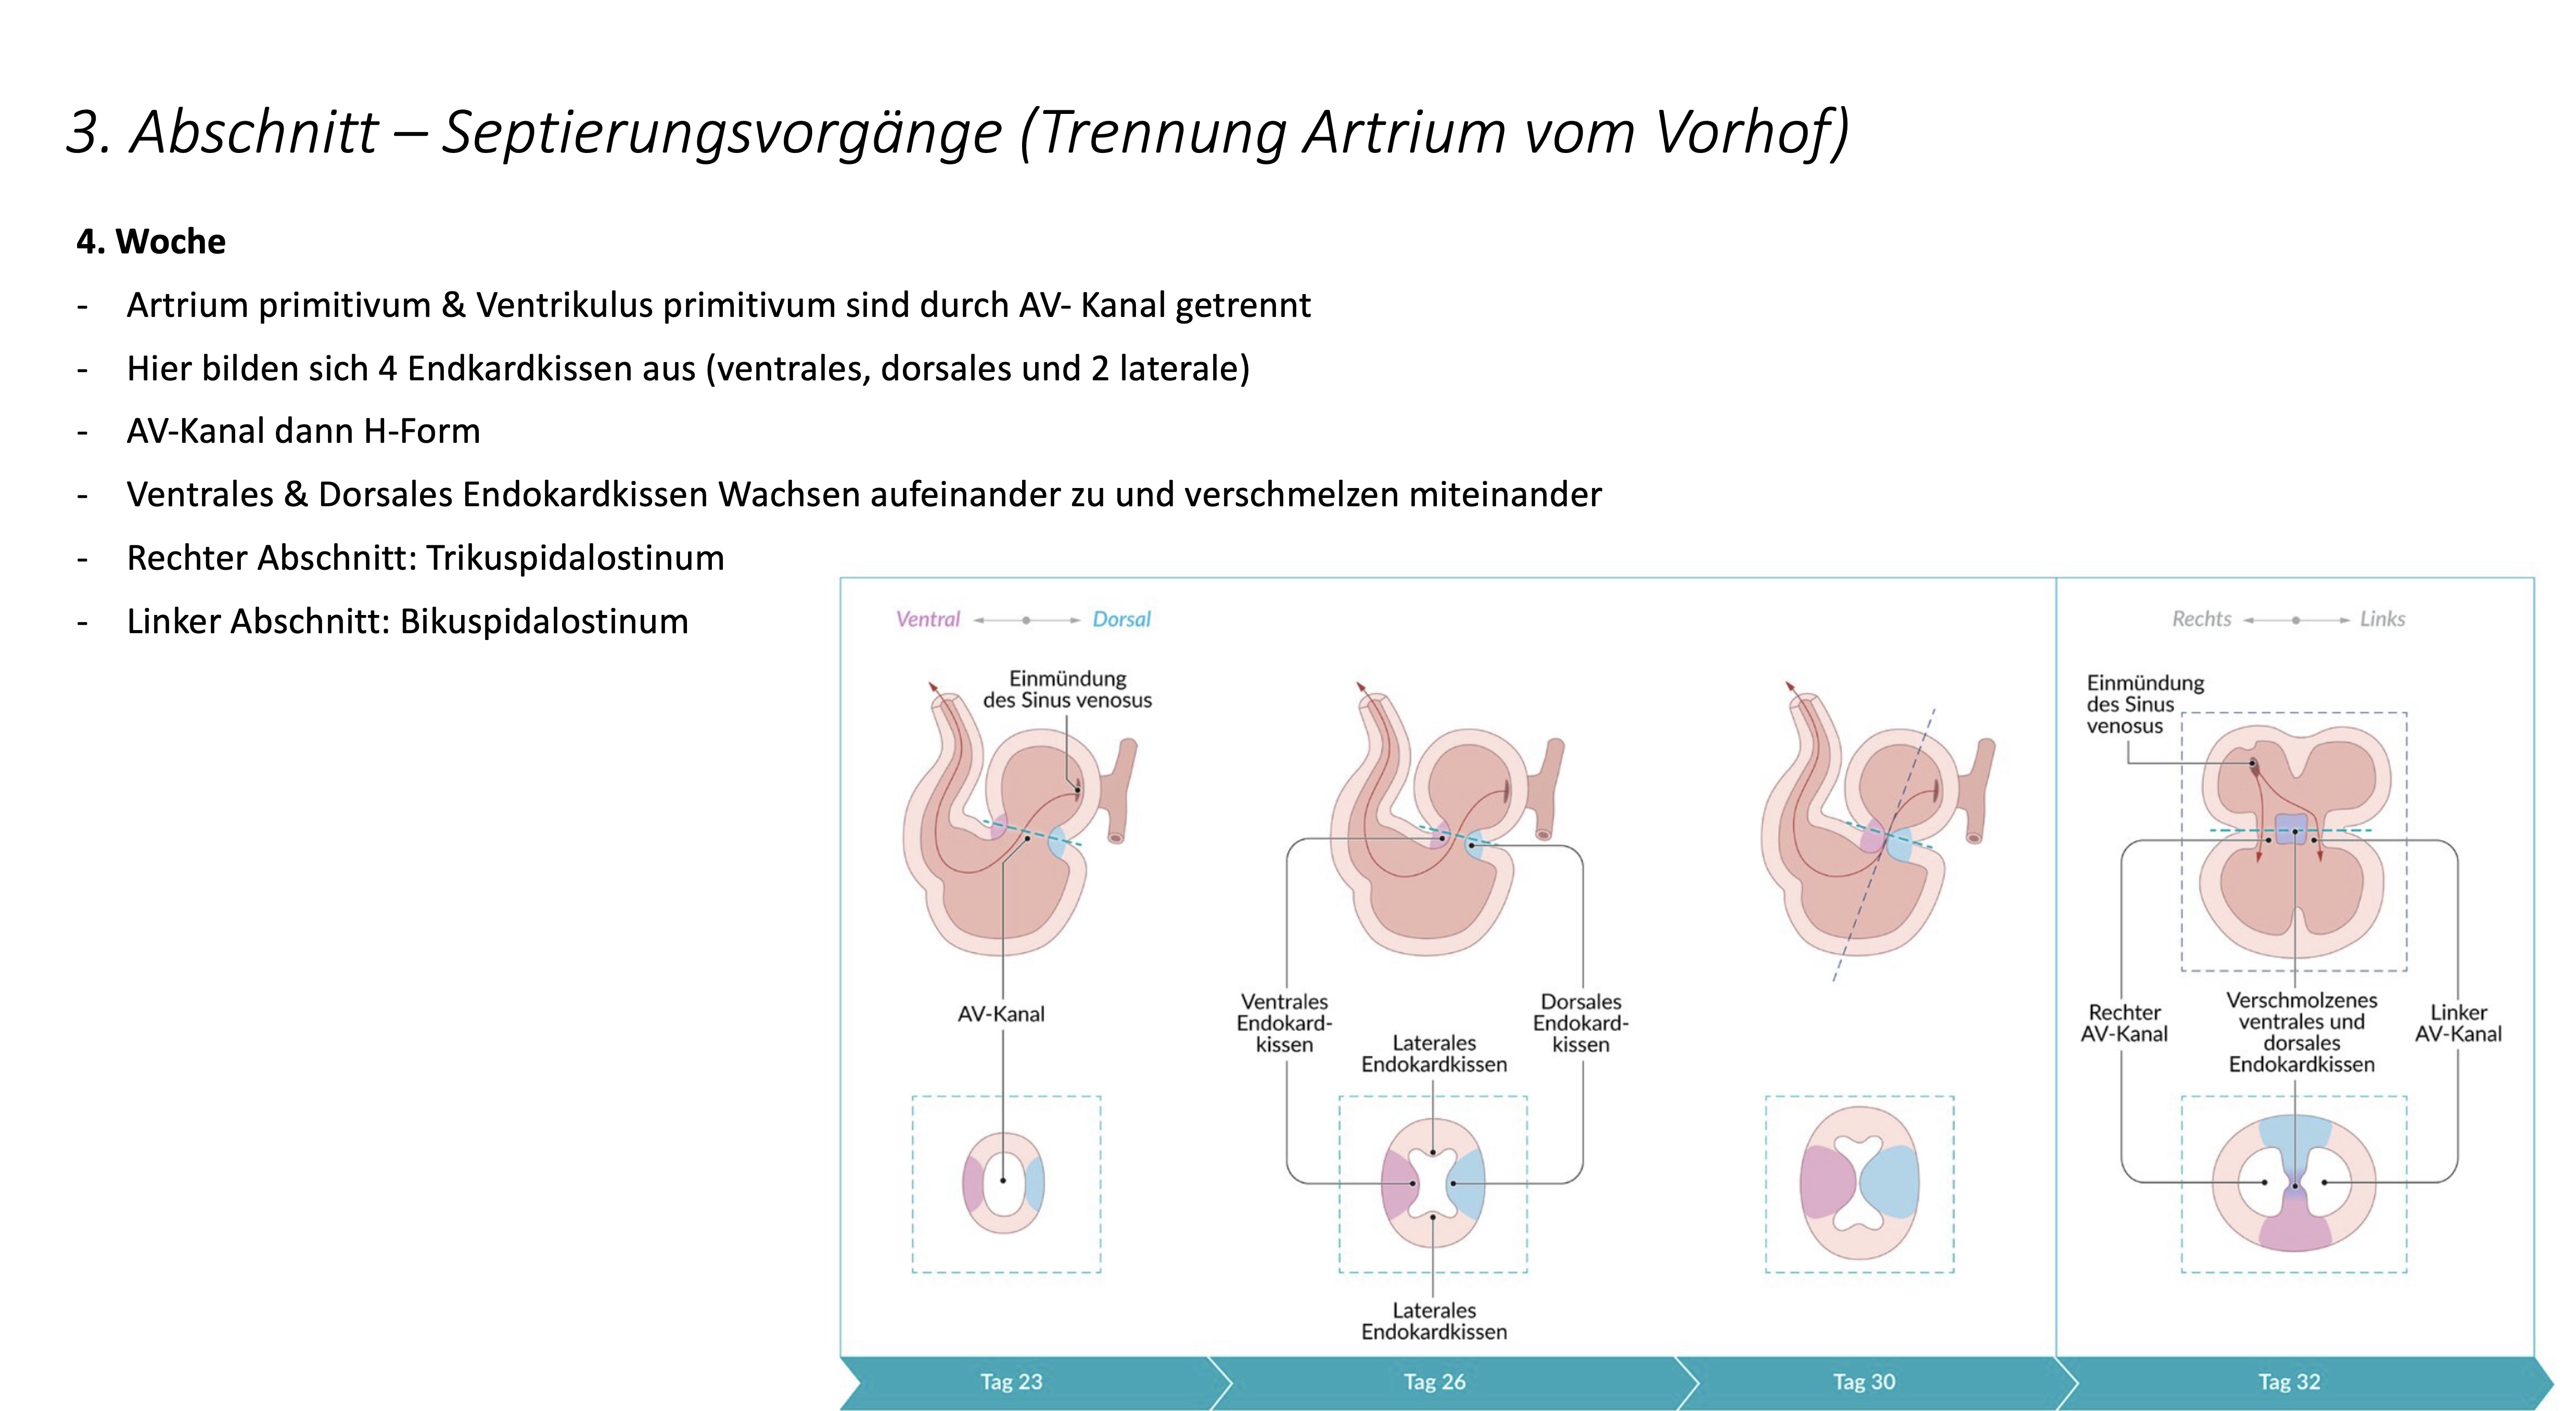 3. Abschnitt – Septierungsvorgänge (Trennung Artrium vom Vorhof)
4. Woche
- Artrium primitivum & Ventrikulus primitivum sind durch AV- Kanal getrennt
- Hier bilden sich 4 Endkardkissen aus (ventrales, dorsales und 2 laterale)
- AV-Kanal dann H-Form
- Ventrales & Dorsales Endokardkissen Wachsen aufeinander zu und verschmelzen miteinander
- Rechter Abschnitt: Trikuspidalostinum
- Linker Abschnitt: Bikuspidalostinum
Ventral Dorsal
Einmündung
des Sinus venosus
AV-Kanal
Ventrales
Endokard-
kissen
Laterales
Endokardkissen
Dorsales
Endokard-
kissen
Laterales
Endokardkissen
Rechts Links
Einmündung
des Sinus
venosus
Rechter
AV-Kanal
Verschmolzenes
ventrales und
dorsales
Endokardkissen
Linker
AV-Kanal
Tag 23
Tag 26
Tag 30
Tag 32